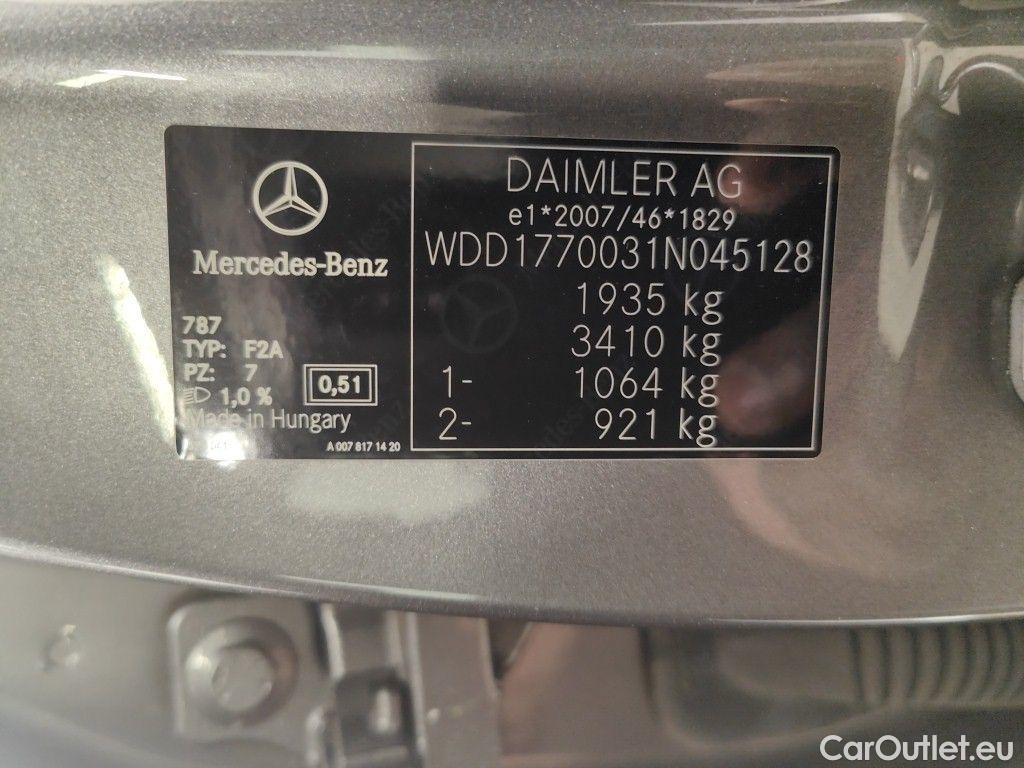 Mercedes-Benz
787
TYP: F2A
PZ: 7
1,0 %
0,51
Made in Hungary
A 007 817 14 20
DAIMLER AG
e1*2007/46*1829
WDD1770031N045128
1935 kg
3410 kg
1- 1064 kg
2- 921 kg
CarOutlet.eu